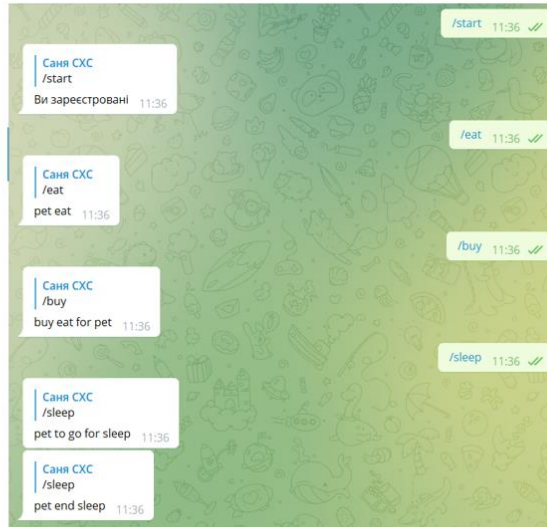 /start 11:36
Саня СХС
/start
Ви зареєстровані 11:36
/eat 11:36
Саня СХС
/eat
pet eat 11:36
/buy 11:36
Саня СХС
/buy
buy eat for pet 11:36
/sleep 11:36
Саня СХС
/sleep
pet to go for sleep 11:36
Саня СХС
/sleep
pet end sleep 11:36